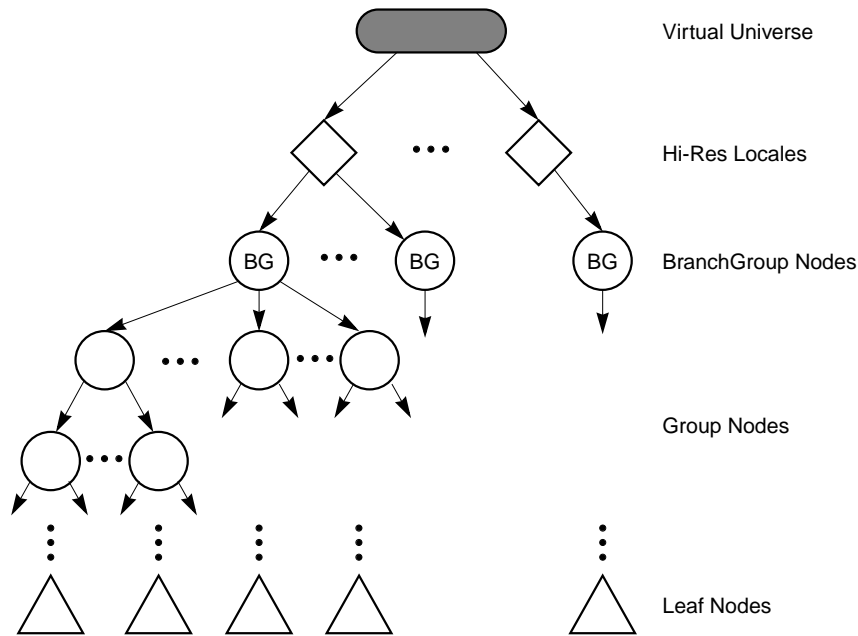 Virtual Universe
Hi-Res Locales
BG
BG
BG
BranchGroup Nodes
Group Nodes
Leaf Nodes